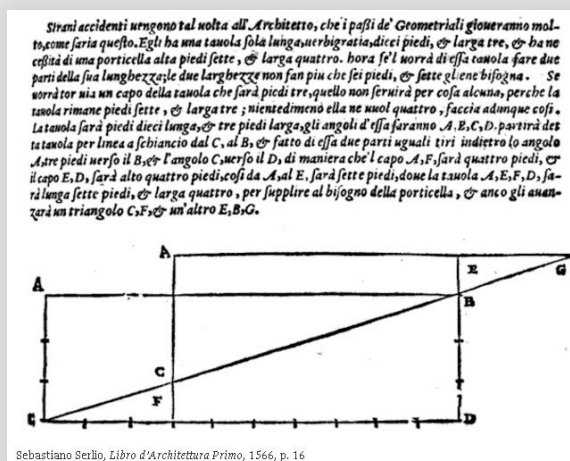 Strani accidenti uengono tal uolta all'Architetto, che i paßi de' Geometriali gioueranno mol-
to, come saria questo. Egli ha una tauola sola lunga, uerbigratia, dieci piedi, & larga tre, & ha ne
ceßità di una porticella alta piedi sette, & larga quattro. hora se'l uorrà di essa tauola fare due
parti della sua lunghezza; le due larghezze non fan piu che sei piedi, & sette gliene bisogna. Se
uorrà tor uia un capo della tauola che sarà piedi tre, quello non seruirà per cosa alcuna, perche la
tauola rimane piedi sette, & larga tre; nientedimeno ella ne uuol quattro, faccia adunque cosi.
La tauola sarà piedi dieci lunga, & tre piedi larga, gli angoli d'essa saranno A, B, C, D. partirà det
ta tauola per linea a schiancio dal C, al B, & fatto di essa due parti uguali tiri indietro lo angolo
A, tre piedi uerso il B, & l'angolo C, uerso il D, di maniera che'l capo A, F, sarà quattro piedi, &
il capo E, D, sarà alto quattro piedi, cosi da A, al E, sarà sette piedi, doue la tauola A, E, F, D, sa-
rà lunga sette piedi, & larga quattro, per supplire al bisogno della porticella, & anco gli auan-
zarà un triangolo C, F, & un'altro E, B, G.
A E G
A B
C
F
C D
Sebastiano Serlio, Libro d'Architettura Primo, 1566, p. 16